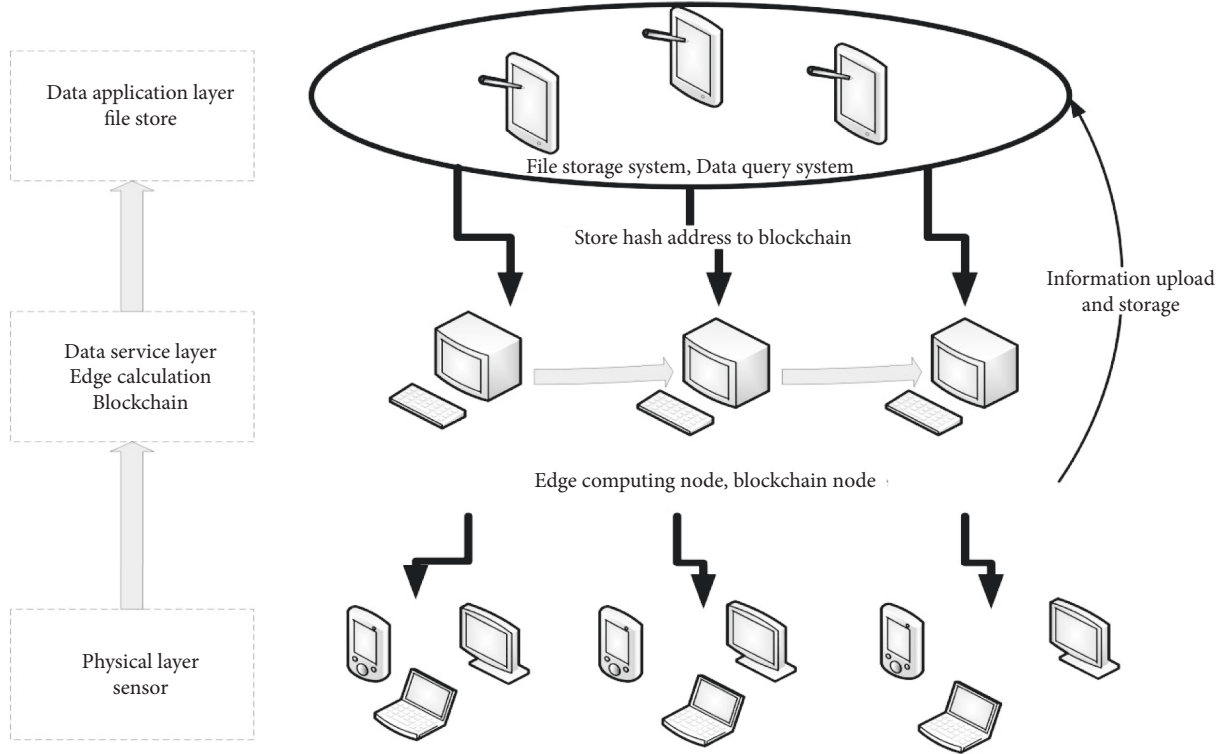 Data application layer
file store
File storage system, Data query system
Store hash address to blockchain
Information upload
and storage
Data service layer
Edge calculation
Blockchain
Edge computing node, blockchain node
Physical layer
sensor